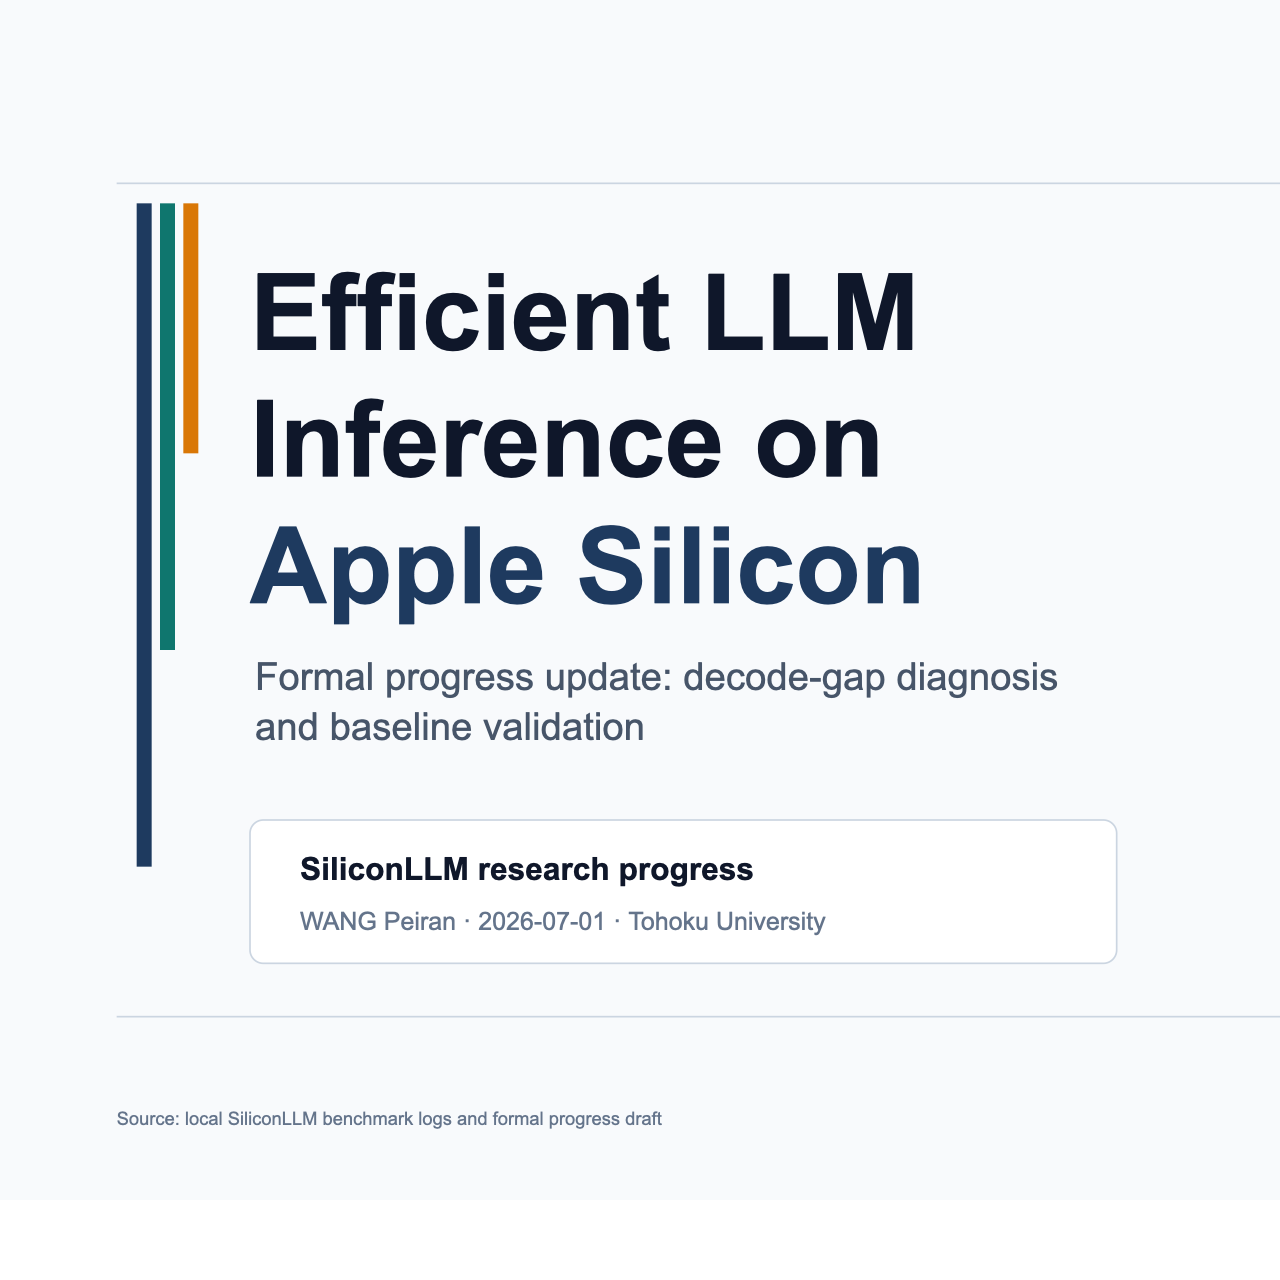 Efficient LLM
Inference on
Apple Silicon
Formal progress update: decode-gap diagnosis
and baseline validation
SiliconLLM research progress
WANG Peiran · 2026-07-01 · Tohoku University
Source: local SiliconLLM benchmark logs and formal progress draft